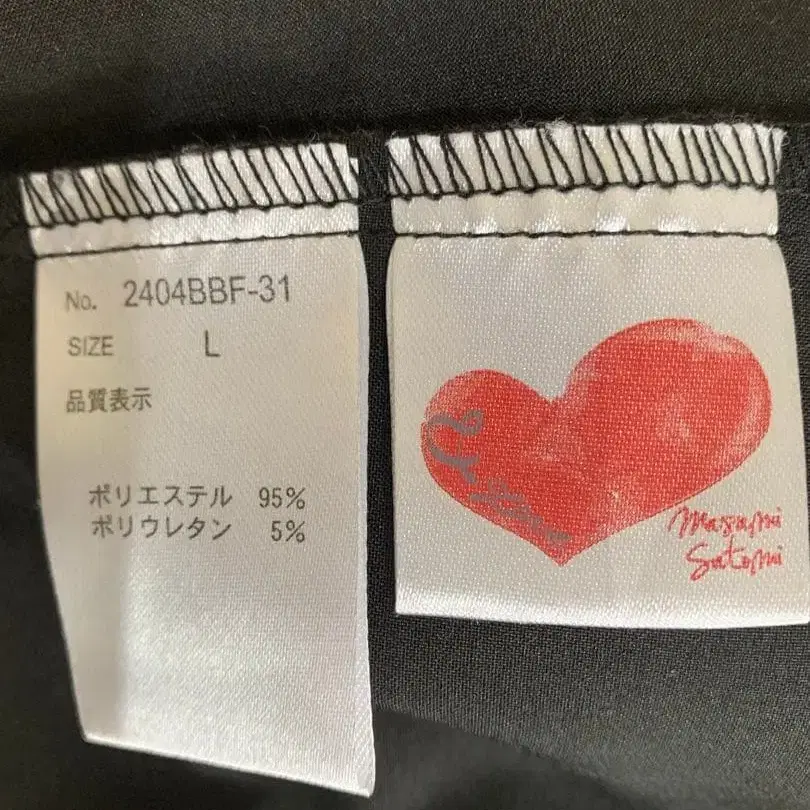 No. 2404BBF-31
SIZE L
品質表示
ポリエステル 95%
ポリウレタン 5%
Masami
Satomi